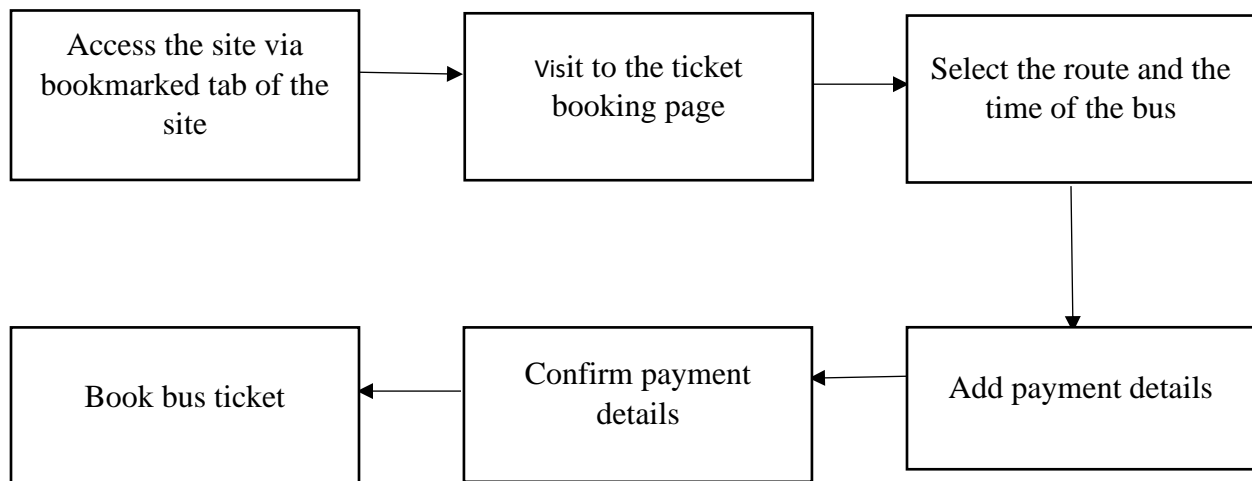 Access the site via
bookmarked tab of the
site
Visit to the ticket
booking page
Select the route and the
time of the bus
Add payment details
Confirm payment
details
Book bus ticket